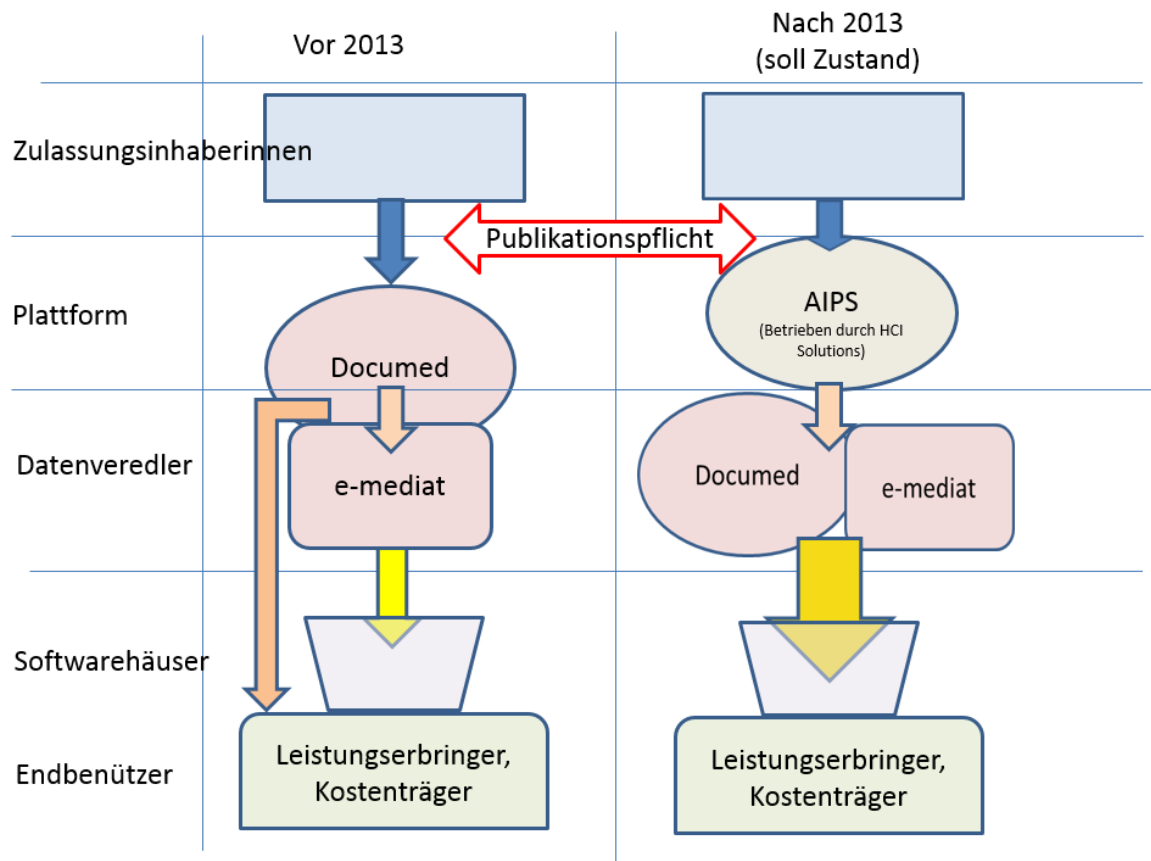 Vor 2013
Nach 2013
(soll Zustand)
Zulassungsinhaberinnen
Publikationspflicht
Plattform
Documed
AIPS
(Betrieben durch HCI
Solutions)
Datenveredler
e-mediat
Documed
e-mediat
Softwarehäuser
Endbenützer
Leistungserbringer,
Kostenträger
Leistungserbringer,
Kostenträger